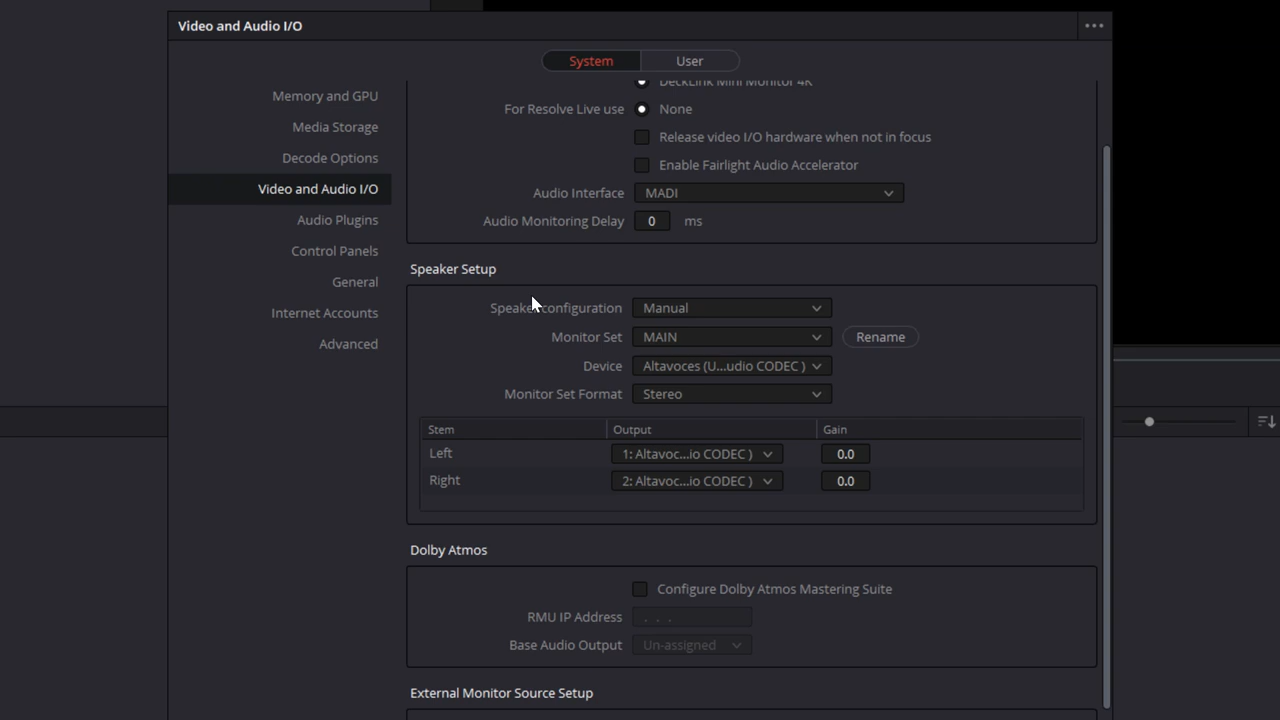 Video and Audio I/O
System User
Memory and GPU
Media Storage
Decode Options
Video and Audio I/O
Audio Plugins
Control Panels
General
Internet Accounts
Advanced
DeckLink Mini Monitor 4K
For Resolve Live use None
Release video I/O hardware when not in focus
Enable Fairlight Audio Accelerator
Audio Interface MADI
Audio Monitoring Delay 0 ms
Speaker Setup
Speaker configuration Manual
Monitor Set MAIN Rename
Device Altavoces (U...udio CODEC )
Monitor Set Format Stereo
Stem Output Gain
Left 1: Altavoc...io CODEC ) 0.0
Right 2: Altavoc...io CODEC ) 0.0
Dolby Atmos
Configure Dolby Atmos Mastering Suite
RMU IP Address . . .
Base Audio Output Un-assigned
External Monitor Source Setup